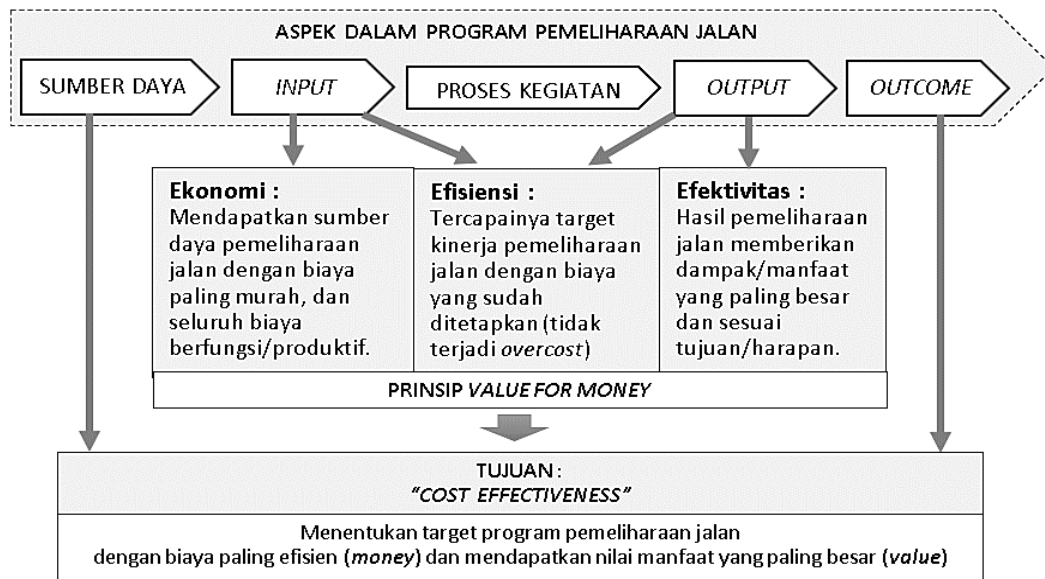 ASPEK DALAM PROGRAM PEMELIHARAAN JALAN
SUMBER DAYA
INPUT
PROSES KEGIATAN
OUTPUT
OUTCOME
Ekonomi :
Mendapatkan sumber
daya pemeliharaan
jalan dengan biaya
paling murah, dan
seluruh biaya
berfungsi/produktif.
Efisiensi :
Tercapainya target
kinerja pemeliharaan
jalan dengan biaya
yang sudah
ditetapkan (tidak
terjadi overcost)
Efektivitas :
Hasil pemeliharaan
jalan memberikan
dampak/manfaat
yang paling besar
dan sesuai
tujuan/harapan.
PRINSIP VALUE FOR MONEY
TUJUAN :
“COST EFFECTIVENESS”
Menentukan target program pemeliharaan jalan
dengan biaya paling efisien (money) dan mendapatkan nilai manfaat yang paling besar (value)